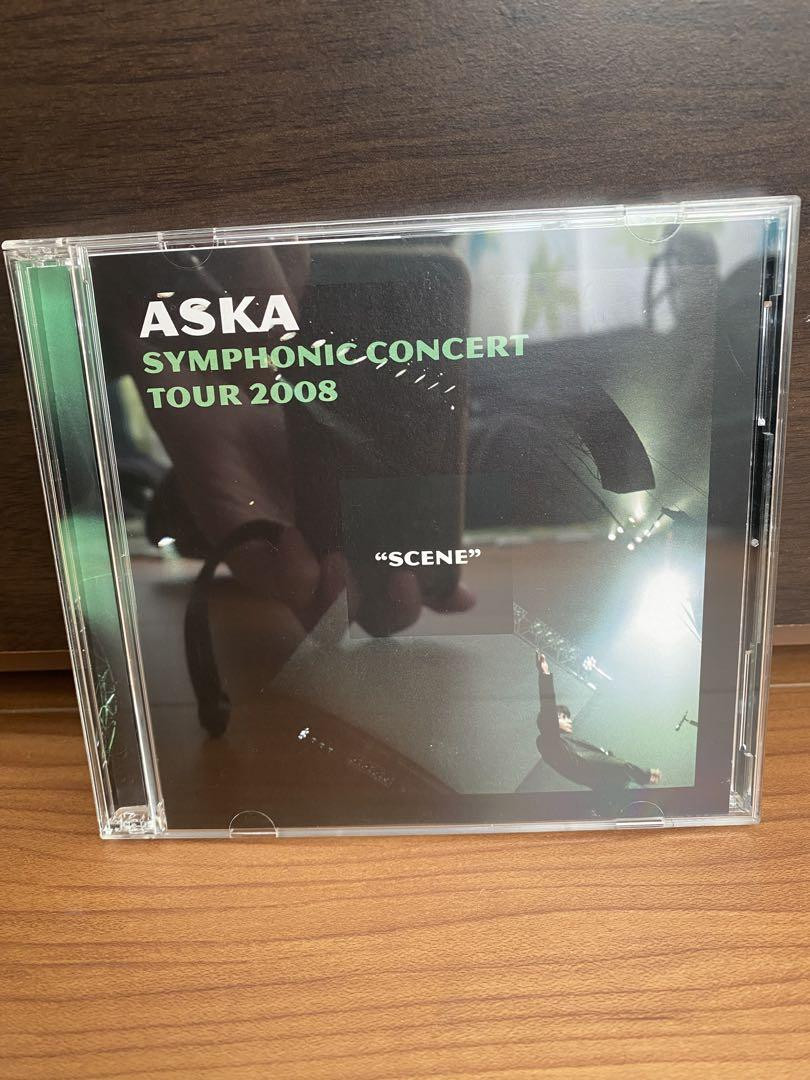 ASKA
SYMPHONIC CONCERT
TOUR 2008
“SCENE”